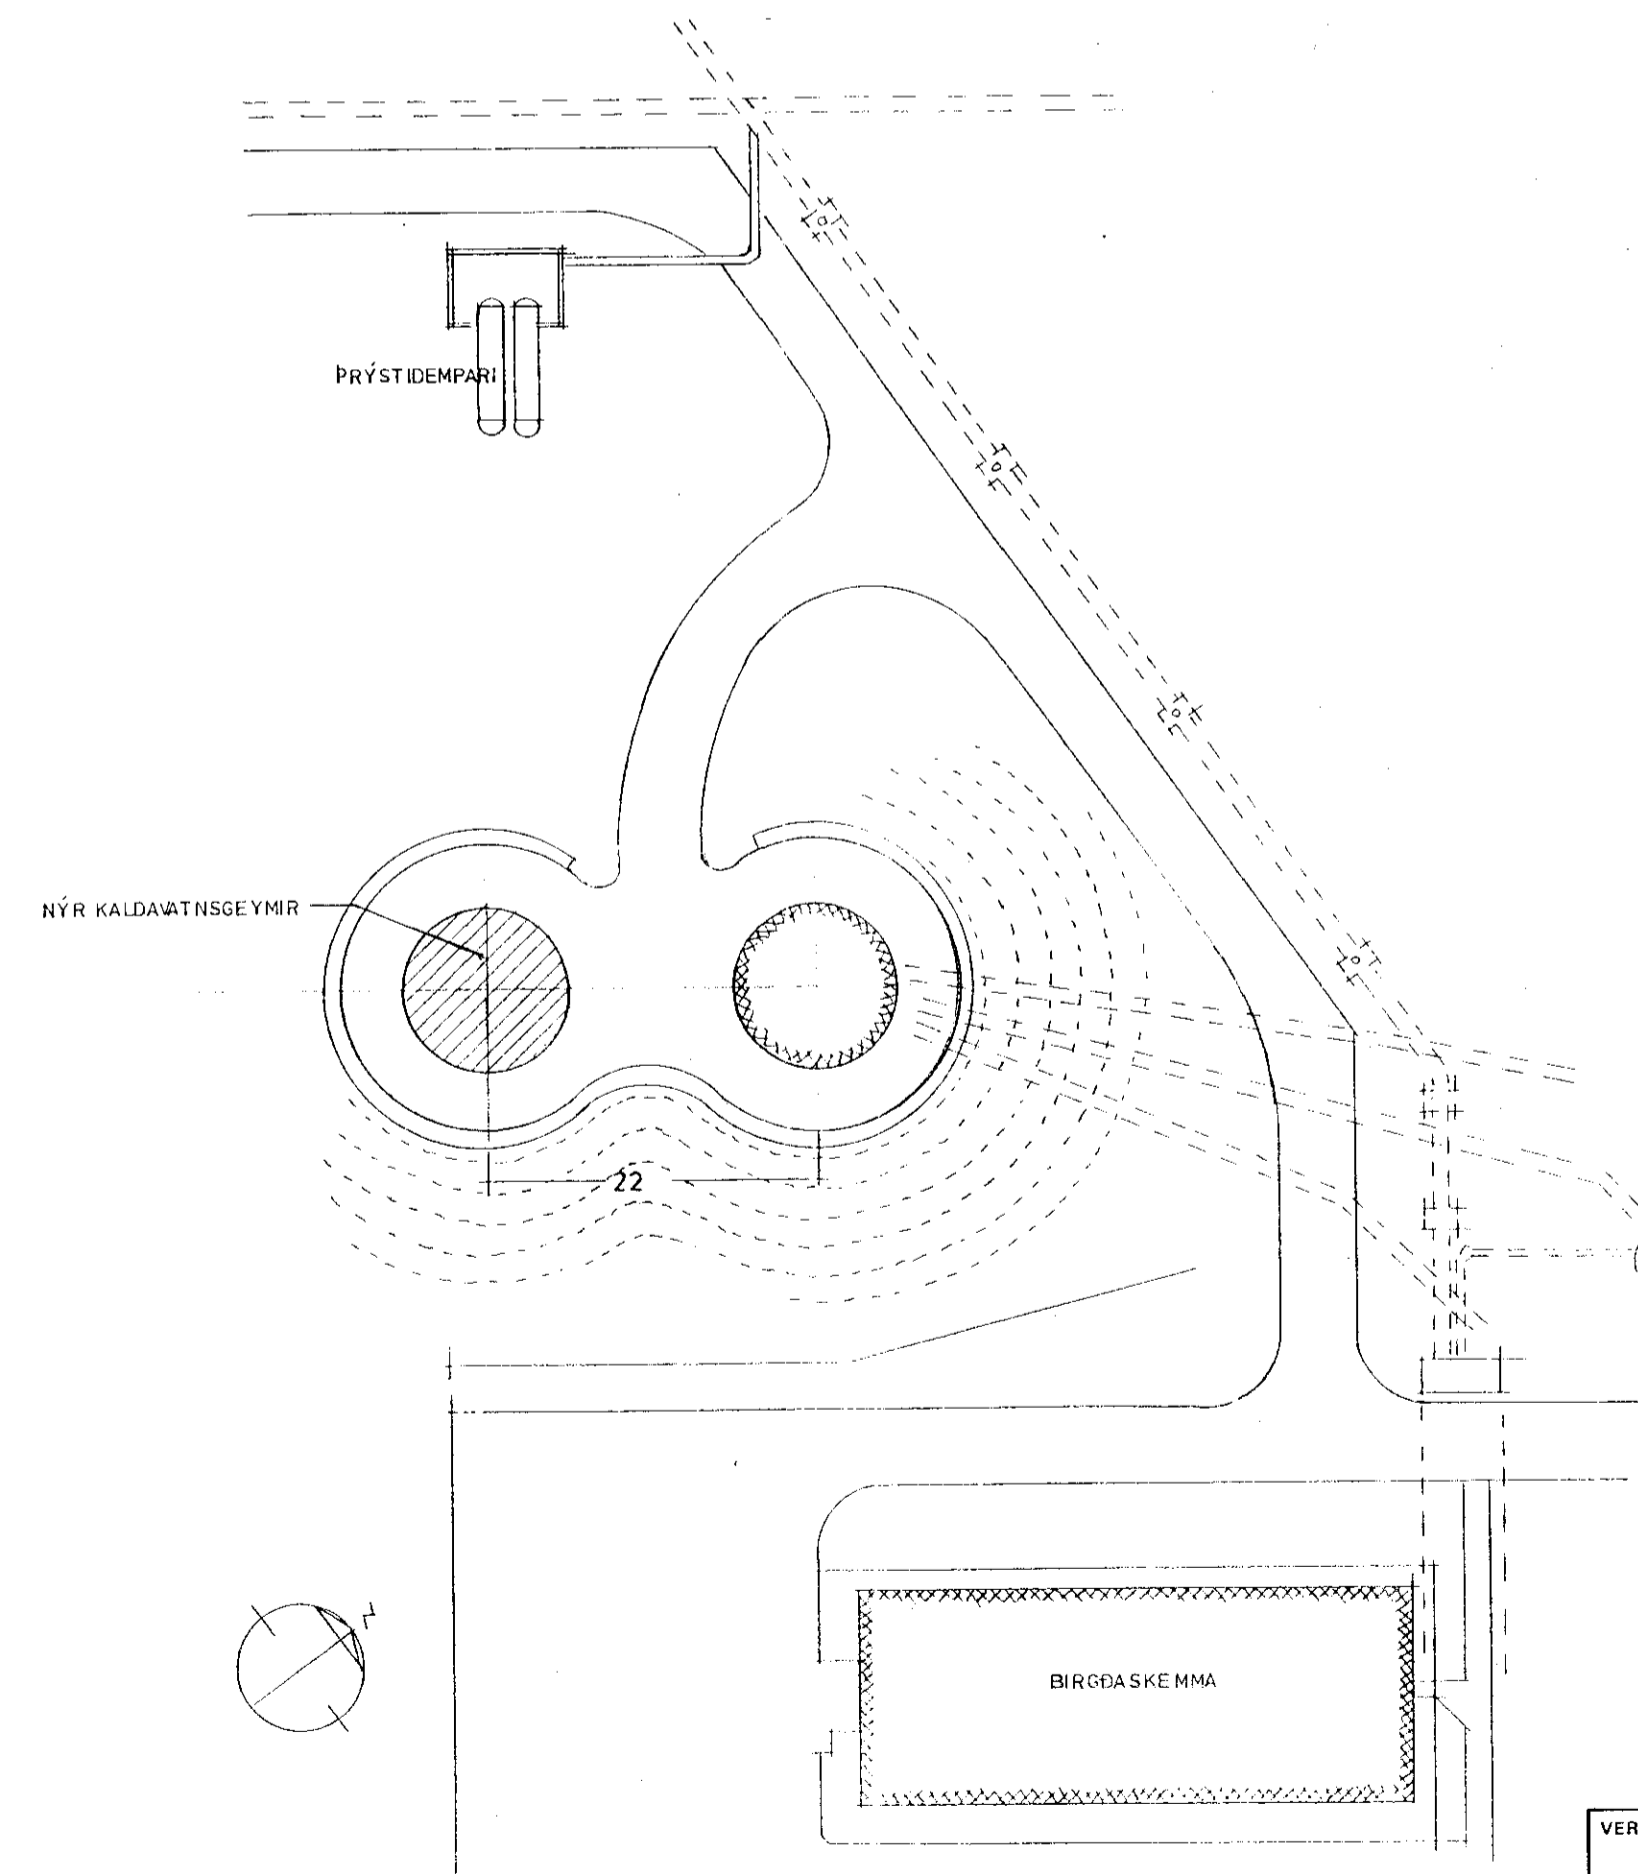 ÞRÝSTIDEMPARI
NÝR KALDAVATNSGEYMIR
22
N
BIRGÐASKEMMA
VER